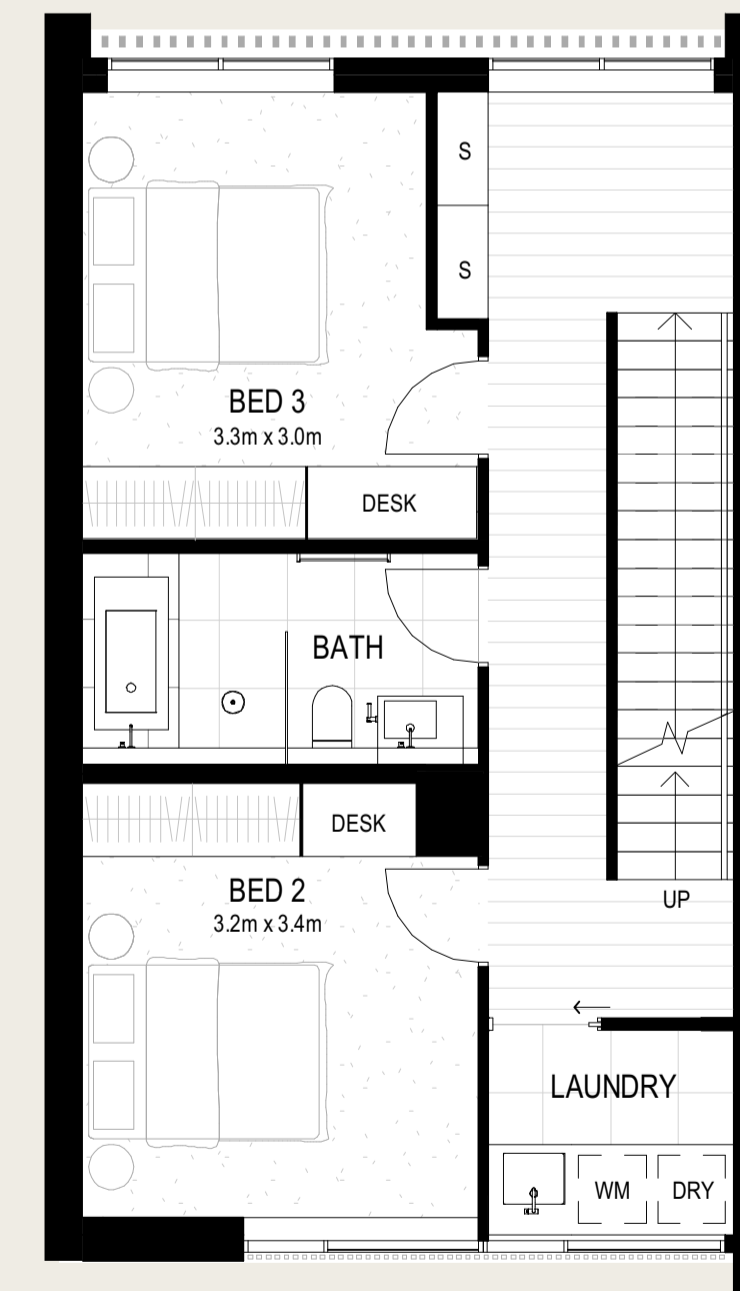 S
S
BED 3
3.3m x 3.0m
DESK
BATH
DESK
BED 2
3.2m x 3.4m
UP
LAUNDRY
WM
DRY